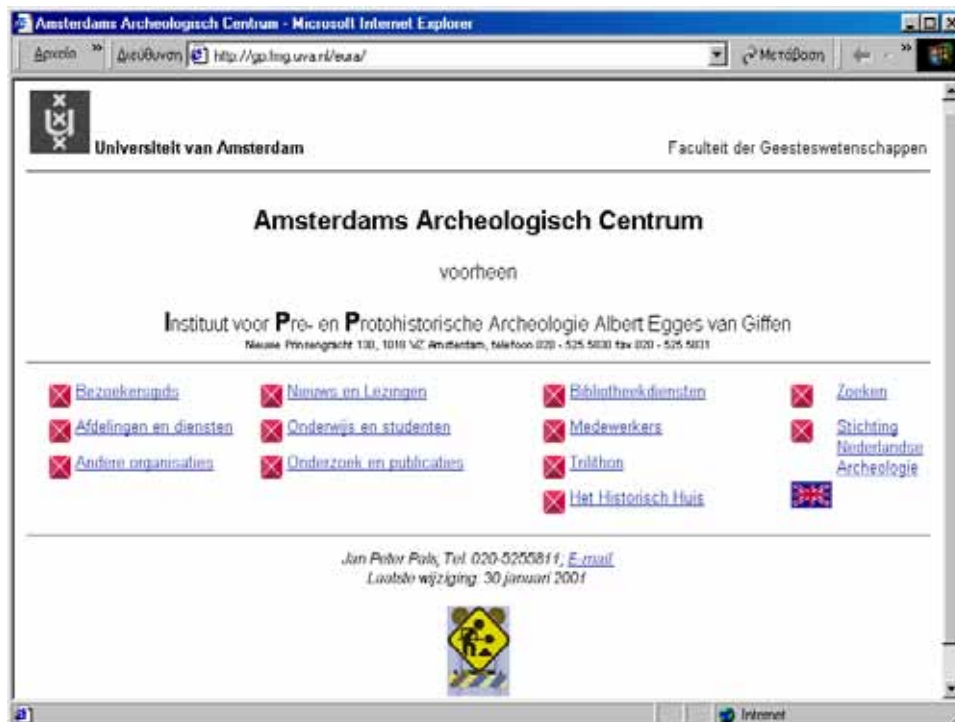 Amsterdams Archeologisch Centrum - Microsoft Internet Explorer
Αρχείο » Διεύθυνση http://gp.fmg.uva.nl/eura/ Μετάβαση »
Universiteit van Amsterdam Faculteit der Geesteswetenschappen
Amsterdams Archeologisch Centrum
voorheen
Instituut voor Pre- en Protohistorische Archeologie Albert Egges van Giffen
Nieuwe Prinsengracht 130, 1018 VZ Amsterdam, telefoon 020 - 525 5830 fax 020 - 525 5831
Bezoekersgids Nieuws en Lezingen Bibliotheekdiensten Zoeken
Afdelingen en diensten Onderwijs en studenten Medewerkers Stichting
Nederlandse
Andere organisaties Onderzoek en publicaties Trilithon Archeologie
Het Historisch Huis
Jan Peter Pals, Tel. 020-5255811, E-mail
Laatste wijziging: 30 januari 2001
Internet